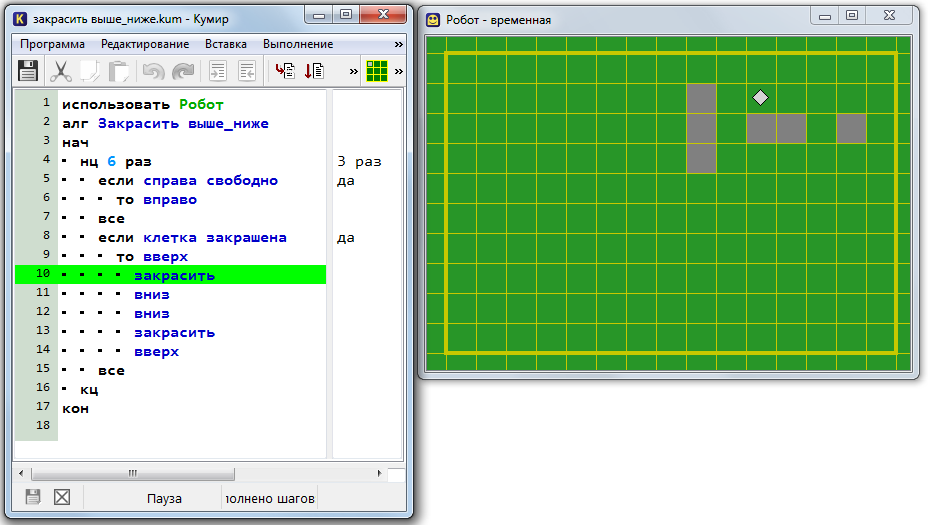 закрасить выше_ниже.kum - Кумир
Программа Редактирование Вставка Выполнение »
» »
1 использовать Робот
2 алг Закрасить выше_ниже
3 нач
4 нц 6 раз 3 раз
5 если справа свободно да
6 то вправо
7 все
8 если клетка закрашена да
9 то вверх
10 закрасить
11 вниз
12 вниз
13 закрасить
14 вверх
15 все
16 кц
17 кон
18
Пауза олнено шагов
Робот - временная